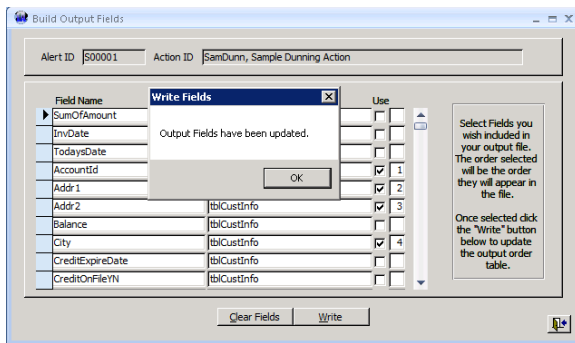 Build Output Fields
Alert ID S00001 Action ID SamDunn, Sample Dunning Action
Field Name Use
Write Fields
Output Fields have been updated.
OK
SumOfAmount
InvDate
TodaysDate
AccountId 1
Addr1 2
Addr2 tblCustInfo 3
Balance tblCustInfo
City tblCustInfo 4
CreditExpireDate tblCustInfo
CreditOnFileYN tblCustInfo
Select Fields you
wish included in
your output file.
The order selected
will be the order
they will appear in
the file.
Once selected click
the "Write" button
below to update
the output order
table.
Clear Fields Write